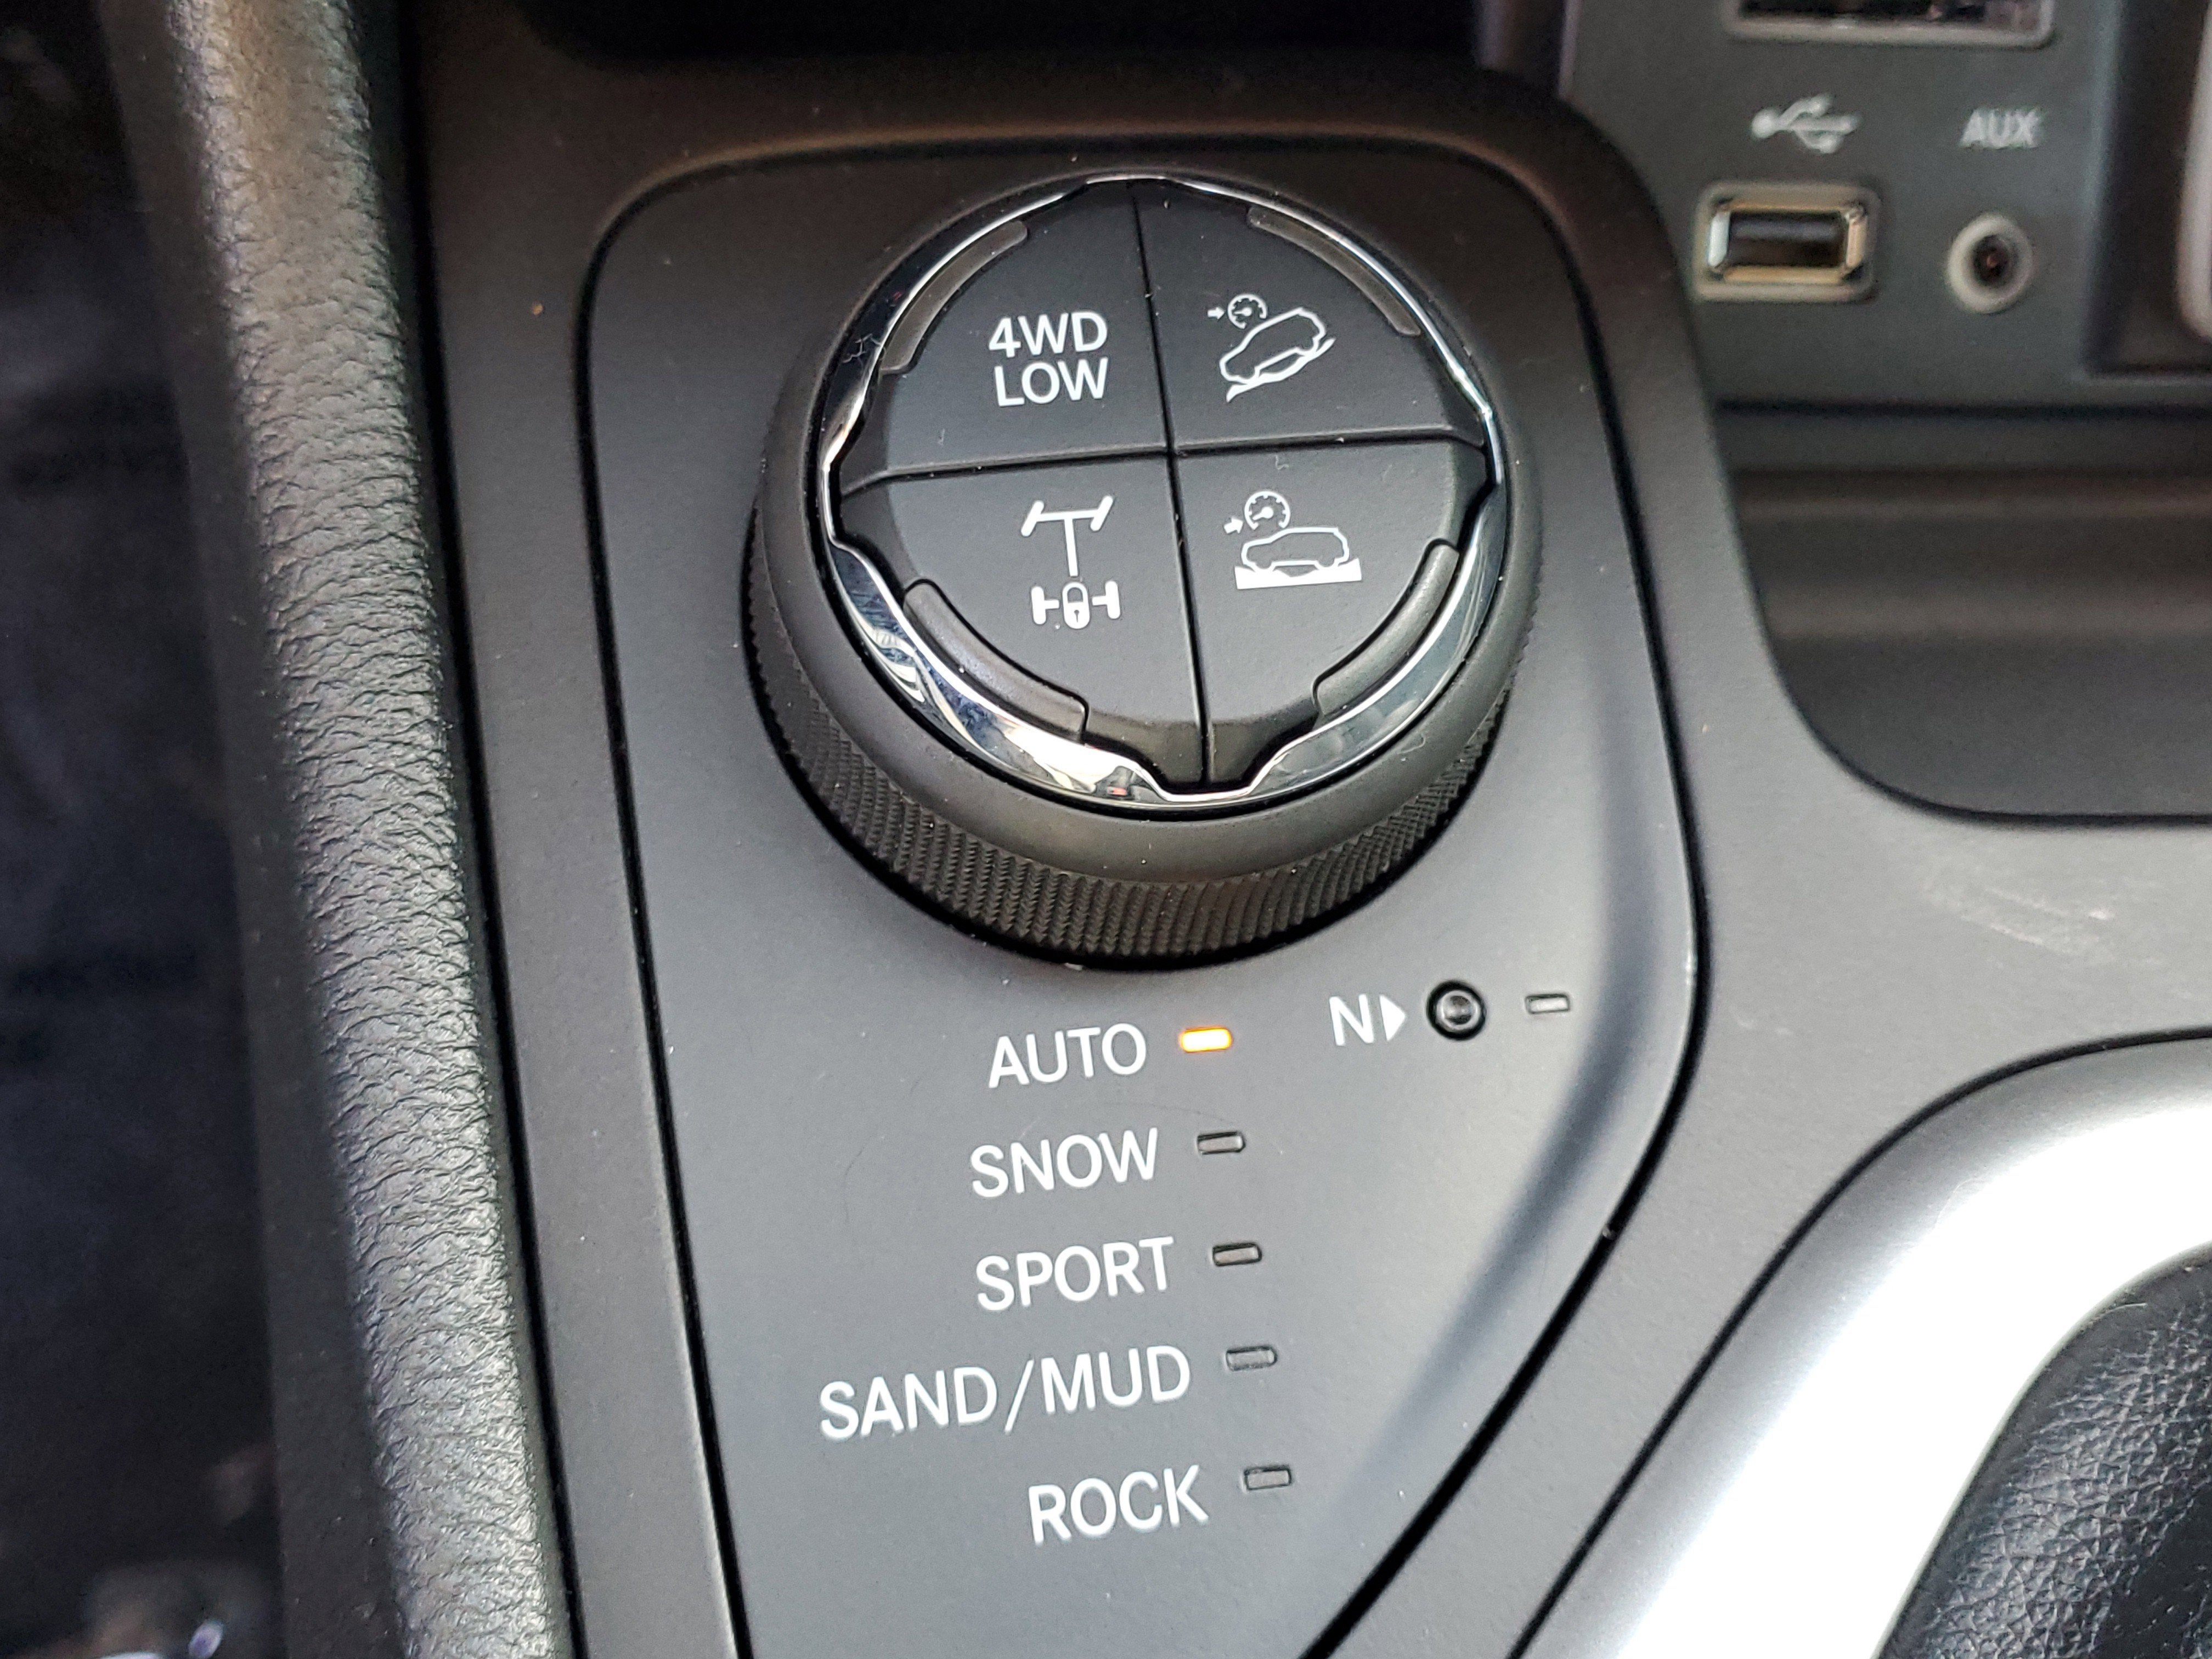 AUX
4WD
LOW
AUTO
N
SNOW
SPORT
SAND/MUD
ROCK